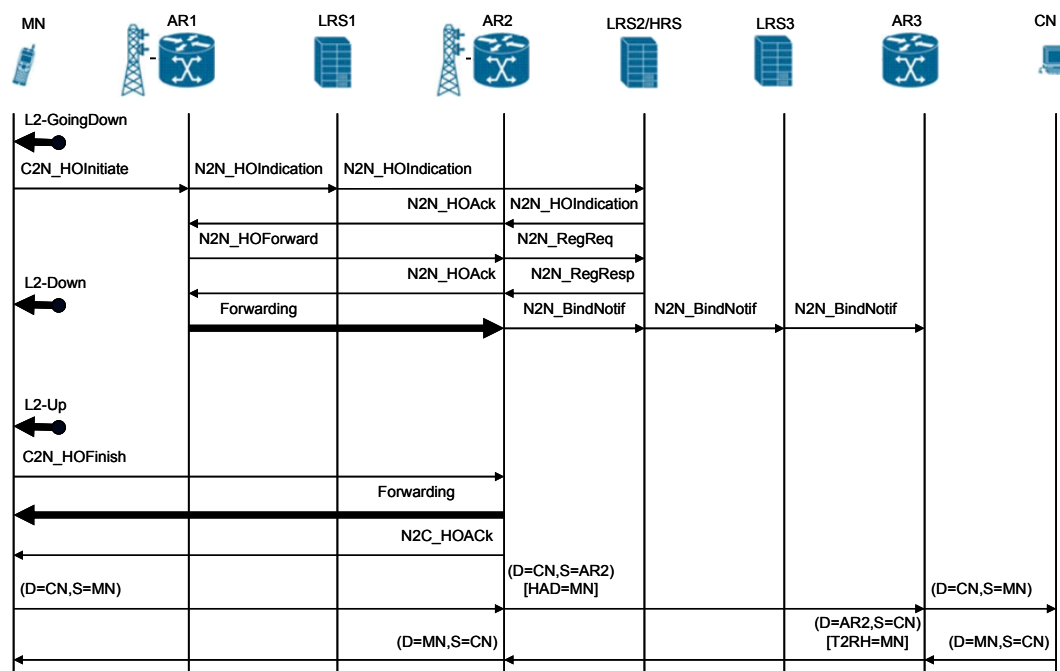 MN
AR1
LRS1
AR2
LRS2/HRS
LRS3
AR3
CN
L2-GoingDown
C2N_HOInitiate
N2N_HOIndication
N2N_HOIndication
N2N_HOAck
N2N_HOIndication
N2N_HOForward
N2N_RegReq
N2N_HOAck
N2N_RegResp
L2-Down
Forwarding
N2N_BindNotif
N2N_BindNotif
N2N_BindNotif
L2-Up
C2N_HOFinish
Forwarding
N2C_HOACk
(D=CN,S=MN)
(D=CN,S=AR2)
[HAD=MN]
(D=CN,S=MN)
(D=MN,S=CN)
(D=AR2,S=CN)
[T2RH=MN]
(D=MN,S=CN)